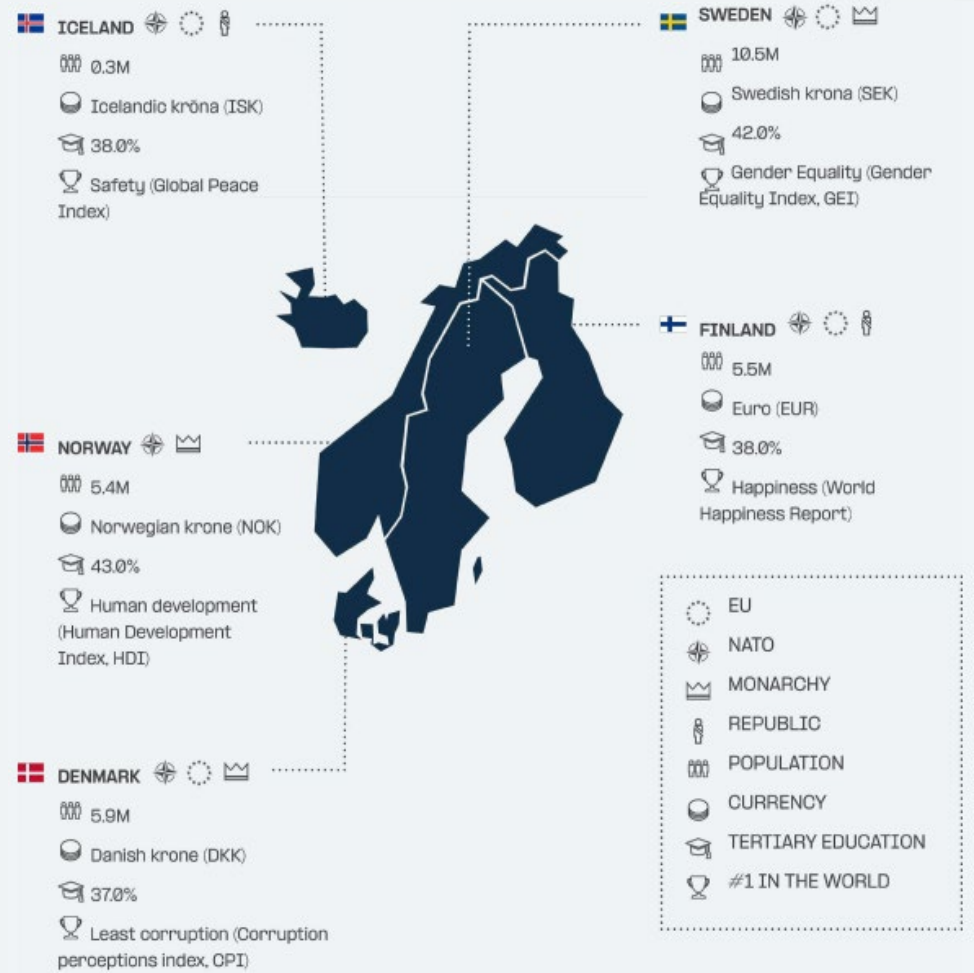 ICELAND
0.3M
Icelandic kröna (ISK)
38.0%
Safety (Global Peace
Index)
SWEDEN
10.5M
Swedish krona (SEK)
42.0%
Gender Equality (Gender
Equality Index, GEI)
FINLAND
5.5M
Euro (EUR)
38.0%
Happiness (World
Happiness Report)
NORWAY
5.4M
Norwegian krone (NOK)
43.0%
Human development
(Human Development
Index, HDI)
DENMARK
5.9M
Danish krone (DKK)
37.0%
Least corruption (Corruption
perceptions index, CPI)
EU
NATO
MONARCHY
REPUBLIC
POPULATION
CURRENCY
TERTIARY EDUCATION
#1 IN THE WORLD